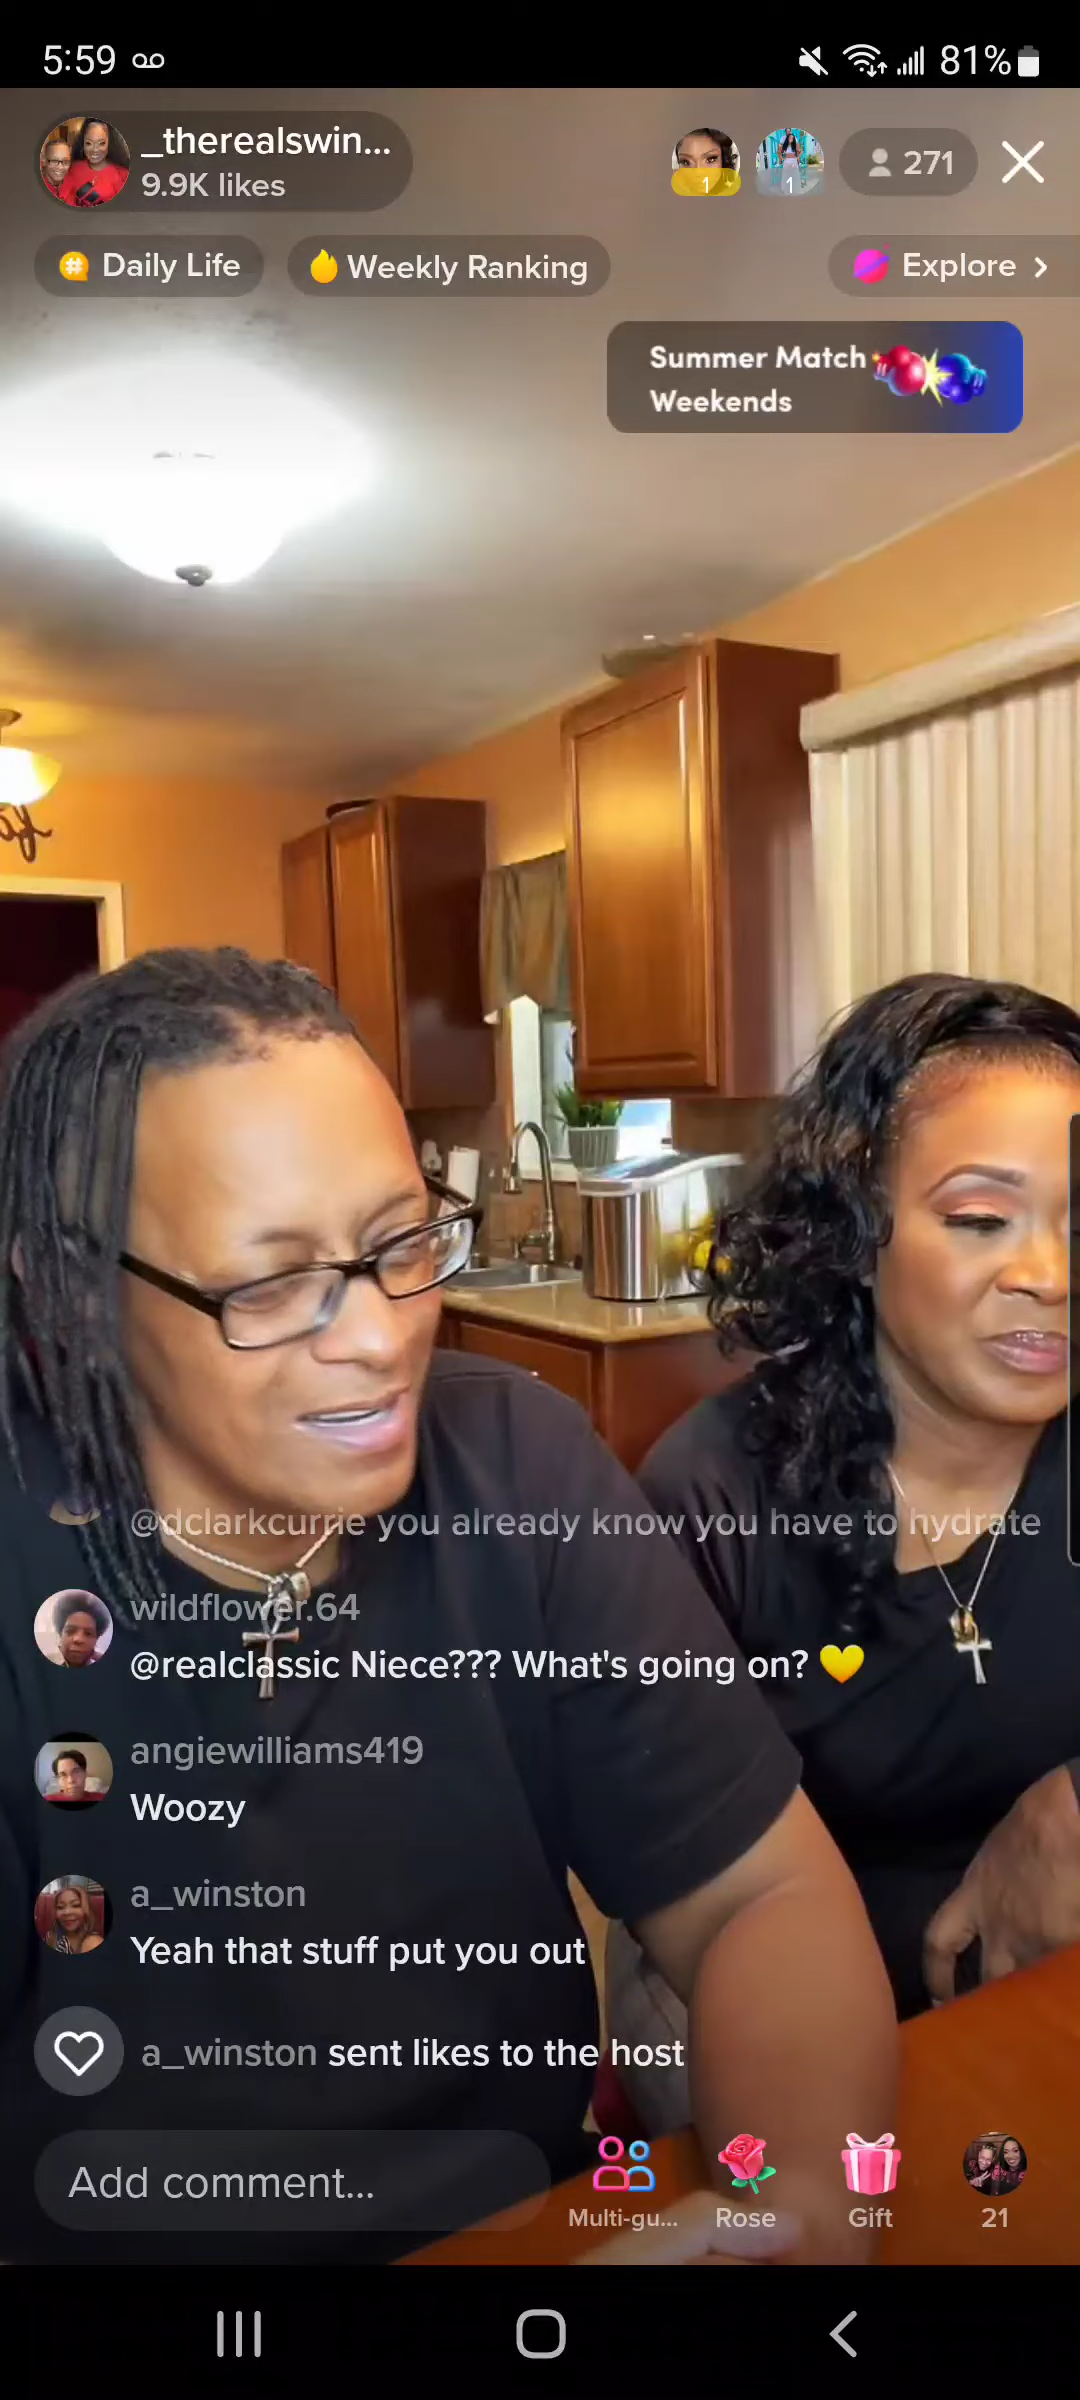 5:59
81%
_therealswin...
9.9K likes
1
1
271
Daily Life
Weekly Ranking
Explore >
Summer Match
Weekends
@dclarkcurrie you already know you have to hydrate
wildflower.64
@realclassic Niece??? What's going on? 💛
angiewilliams419
Woozy
a_winston
Yeah that stuff put you out
a_winston sent likes to the host
Add comment...
Multi-gu...
Rose
Gift
21